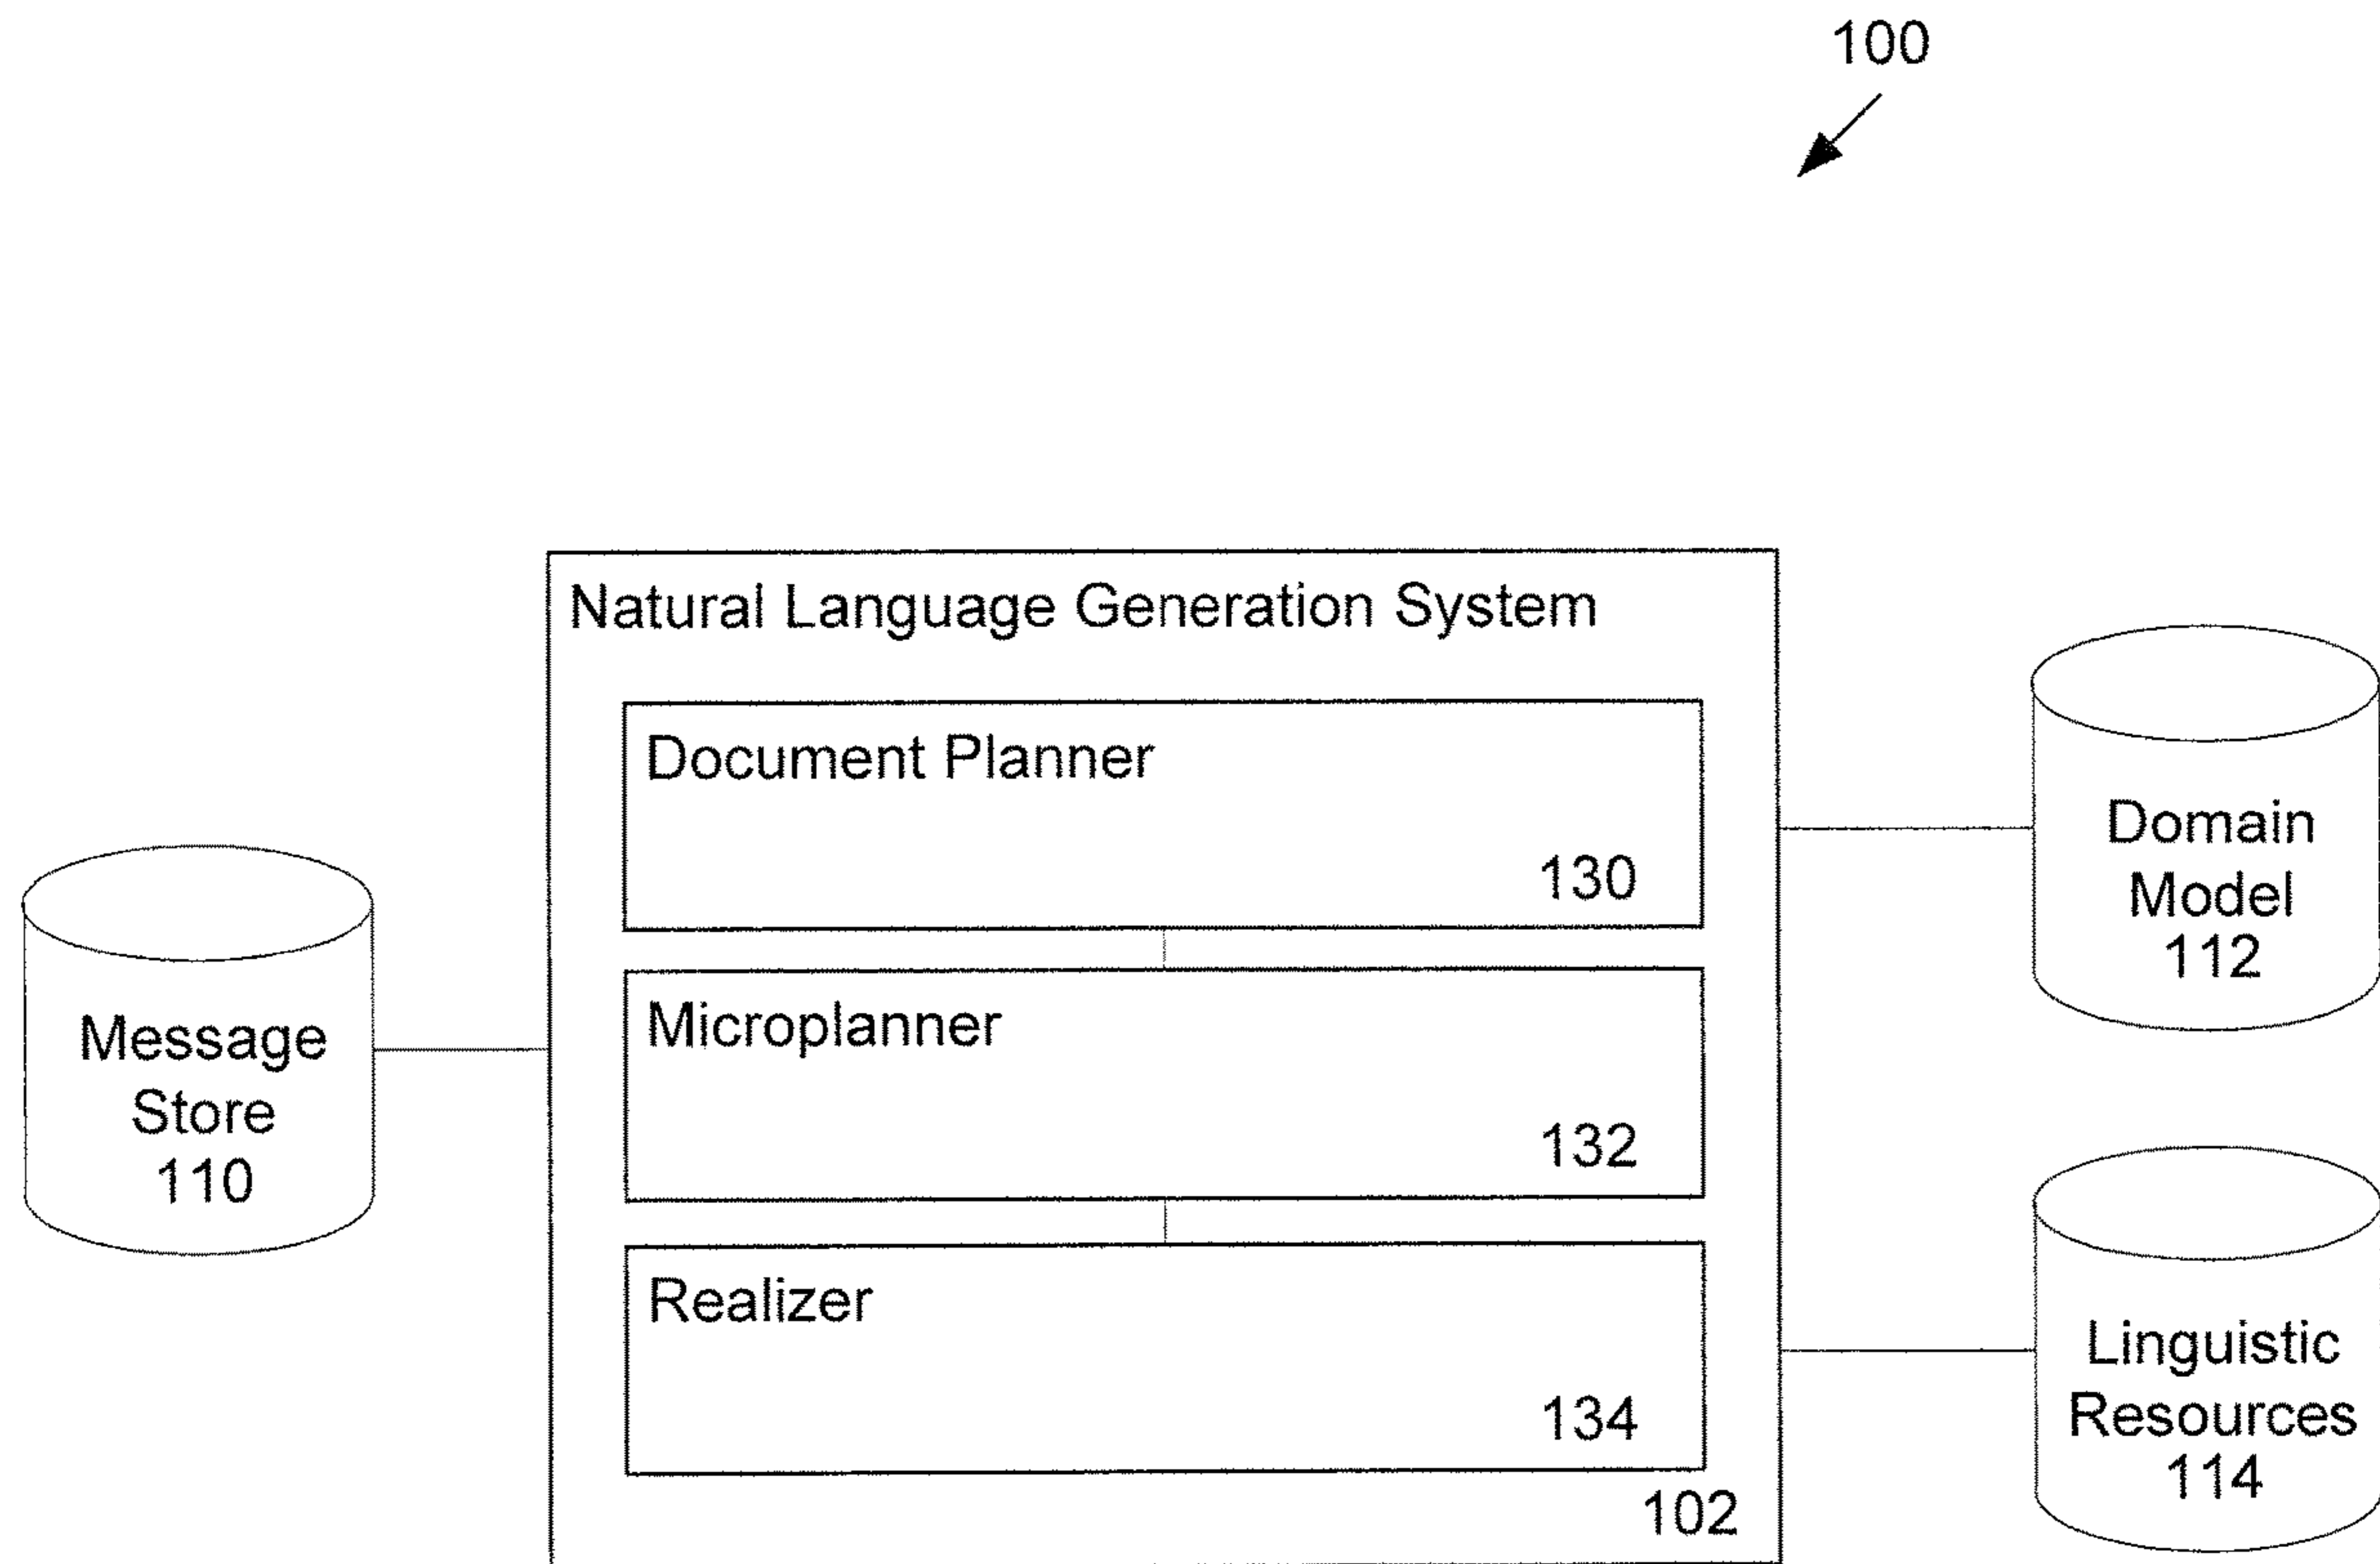 100
Natural Language Generation System
Document Planner
130
Microplanner
132
Realizer
134
102
Message
Store
110
Domain
Model
112
Linguistic
Resources
114